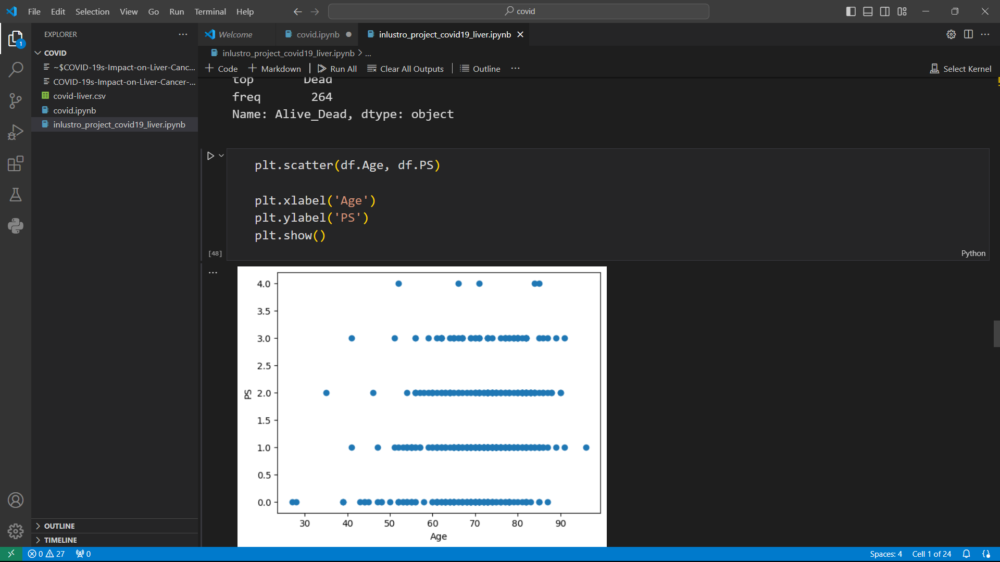 File Edit Selection View Go Run Terminal Help
covid
EXPLORER
Welcome covid.ipynb inlustro_project_covid19_liver.ipynb
COVID
~$COVID-19s-Impact-on-Liver-Canc...
COVID-19s-Impact-on-Liver-Cancer-...
covid-liver.csv
covid.ipynb
inlustro_project_covid19_liver.ipynb
OUTLINE
TIMELINE
1
inlustro_project_covid19_liver.ipynb > ...
+ Code + Markdown Run All Clear All Outputs Outline ...
Select Kernel
top Dead
freq 264
Name: Alive_Dead, dtype: object
plt.scatter(df.Age, df.PS)
plt.xlabel('Age')
plt.ylabel('PS')
plt.show()
[48]
Python
4.0
3.5
3.0
2.5
2.0
1.5
1.0
0.5
0.0
PS
30 40 50 60 70 80 90
Age
0 27 0
Spaces: 4 Cell 1 of 24